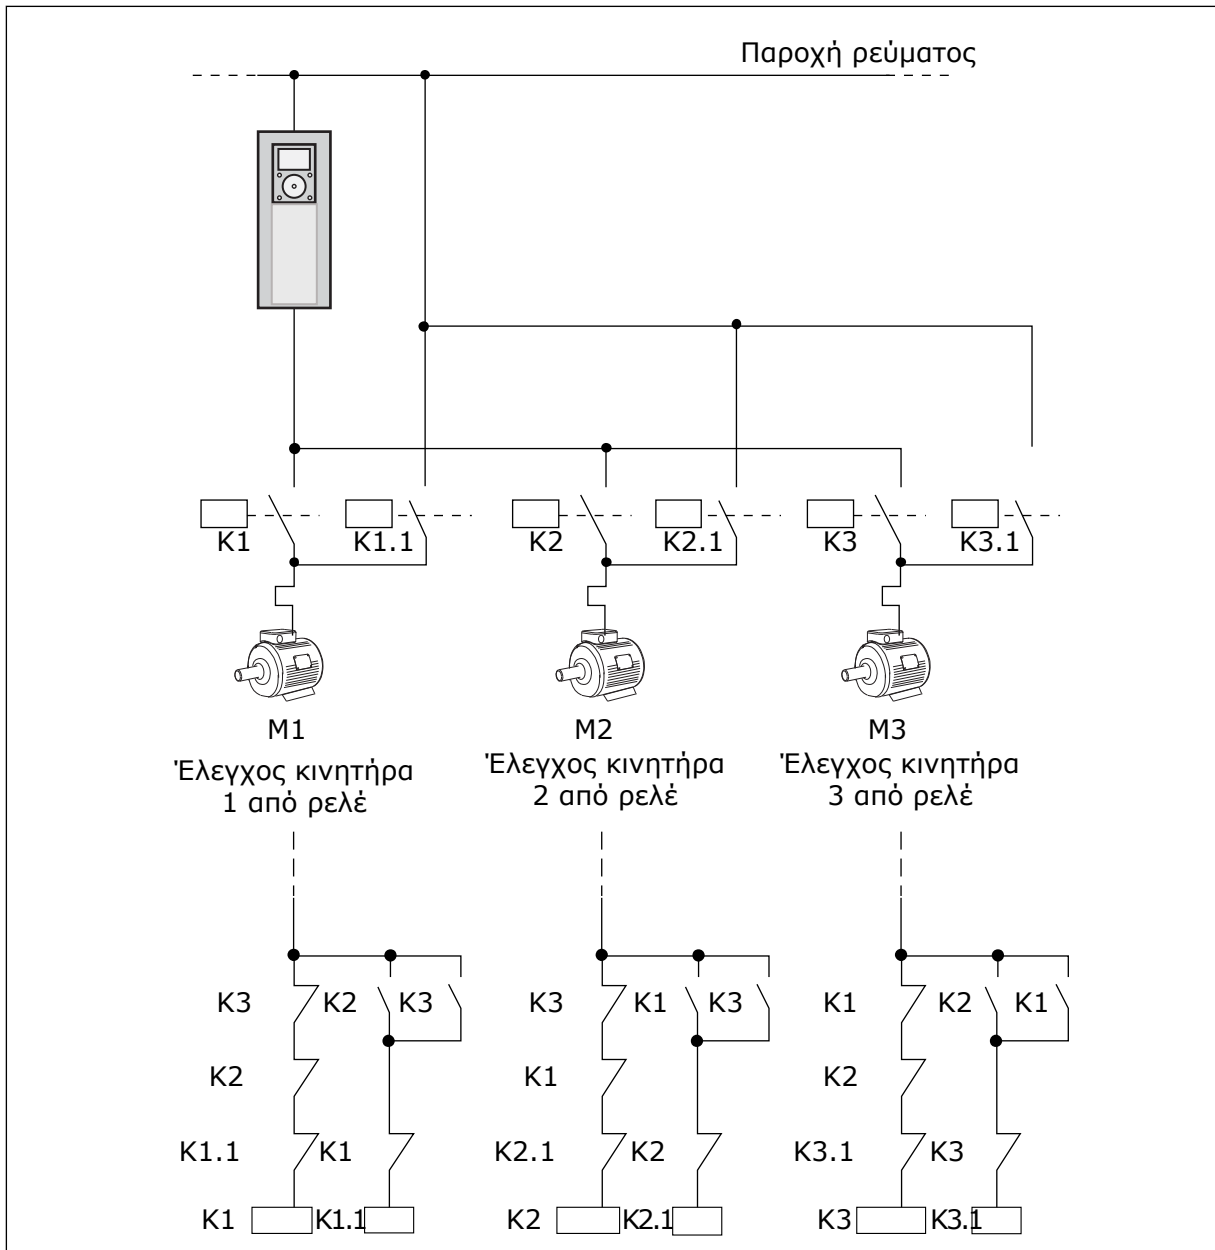 Παροχή ρεύματος
K1 K1.1 K2 K2.1 K3 K3.1
M1 M2 M3
Έλεγχος κινητήρα
1 από ρελέ
Έλεγχος κινητήρα
2 από ρελέ
Έλεγχος κινητήρα
3 από ρελέ
K3 K2 K3 K3 K1 K3 K1 K2 K1
K2 K1 K2
K1.1 K1 K2.1 K2 K3.1 K3
K1 K1.1 K2 K2.1 K3 K3.1